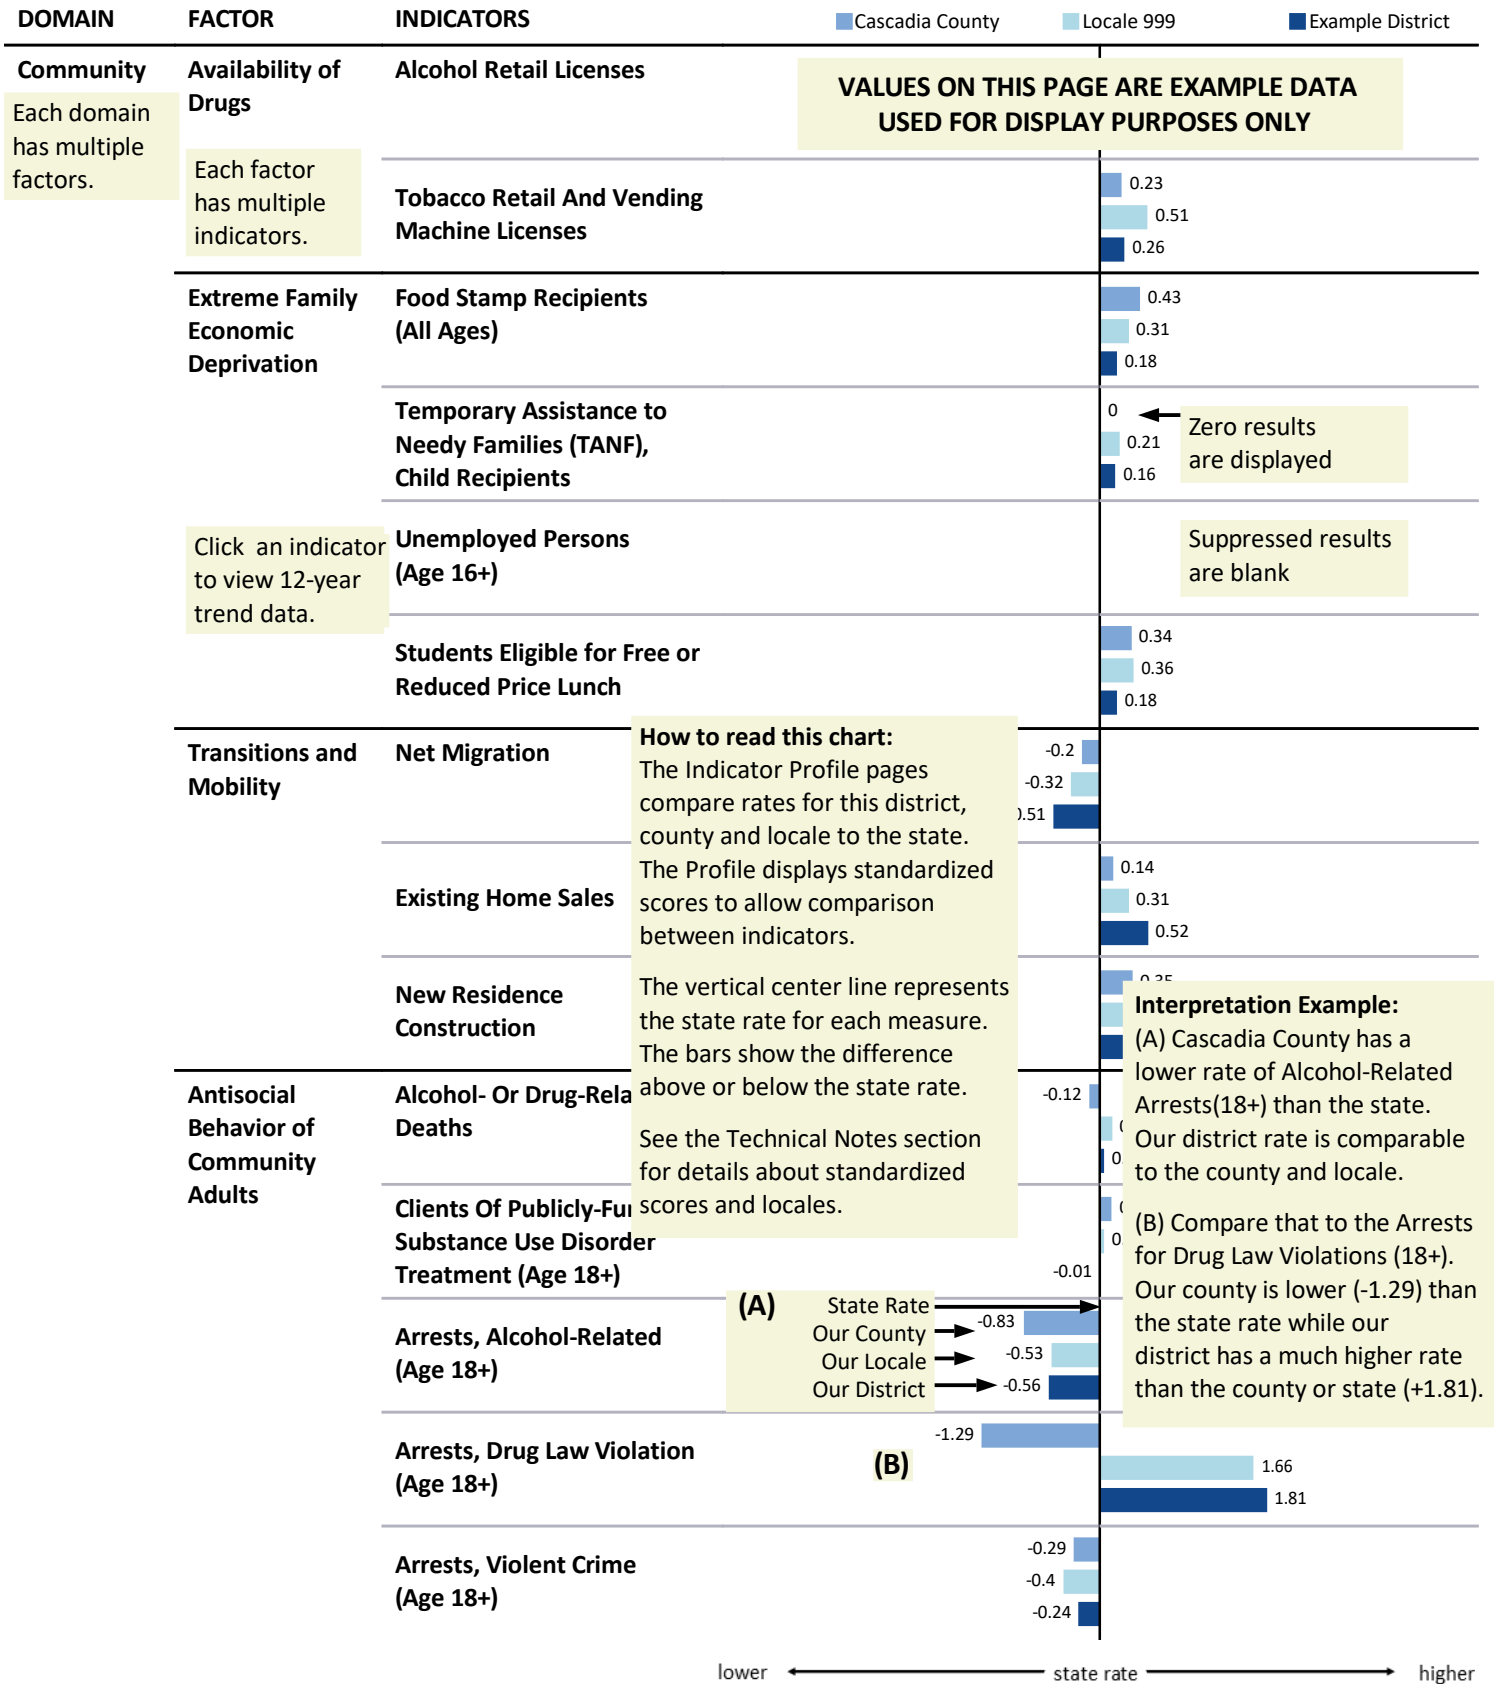 DOMAIN FACTOR INDICATORS Cascadia County Locale 999 Example District
Community
Each domain
has multiple
factors.
Availability of
Drugs
Each factor
has multiple
indicators.
Alcohol Retail Licenses
VALUES ON THIS PAGE ARE EXAMPLE DATA
USED FOR DISPLAY PURPOSES ONLY
Tobacco Retail And Vending
Machine Licenses
0.23
0.51
0.26
Extreme Family
Economic
Deprivation
Food Stamp Recipients
(All Ages)
0.43
0.31
0.18
Temporary Assistance to
Needy Families (TANF),
Child Recipients
0
0.21
0.16
Zero results
are displayed
Click an indicator
to view 12-year
trend data.
Unemployed Persons
(Age 16+)
Suppressed results
are blank
Students Eligible for Free or
Reduced Price Lunch
0.34
0.36
0.18
Transitions and
Mobility
Net Migration
-0.2
-0.32
.51
How to read this chart:
The Indicator Profile pages
compare rates for this district,
county and locale to the state.
The Profile displays standardized
scores to allow comparison
between indicators.
The vertical center line represents
the state rate for each measure.
The bars show the difference
above or below the state rate.
See the Technical Notes section
for details about standardized
scores and locales.
Existing Home Sales
0.14
0.31
0.52
New Residence
Construction
Interpretation Example:
(A) Cascadia County has a
lower rate of Alcohol-Related
Arrests(18+) than the state.
Our district rate is comparable
to the county and locale.
(B) Compare that to the Arrests
for Drug Law Violations (18+).
Our county is lower (-1.29) than
the state rate while our
district has a much higher rate
than the county or state (+1.81).
Antisocial
Behavior of
Community
Adults
Alcohol- Or Drug-Rela
Deaths
-0.12
0.
Clients Of Publicly-Fu
Substance Use Disorder
Treatment (Age 18+)
0.
-0.01
Arrests, Alcohol-Related
(Age 18+)
(A)
State Rate
Our County
Our Locale
Our District
-0.83
-0.53
-0.56
Arrests, Drug Law Violation
(Age 18+)
(B)
-1.29
1.66
1.81
Arrests, Violent Crime
(Age 18+)
-0.29
-0.4
-0.24
lower state rate higher